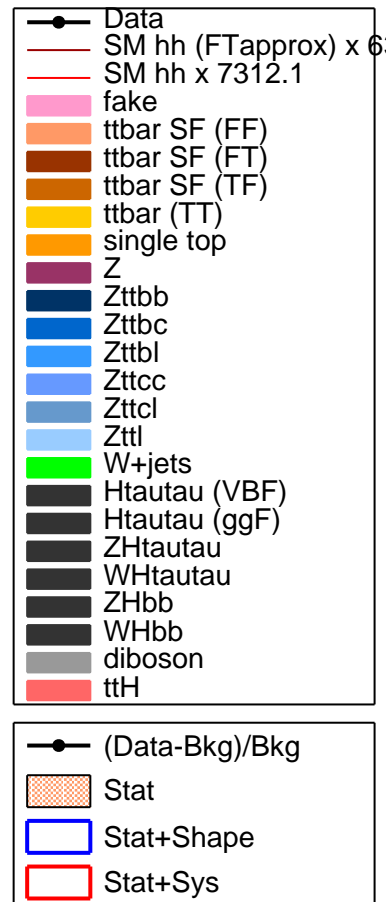 Data
SM hh (FTapprox) x 63
SM hh x 7312.1
fake
ttbar SF (FF)
ttbar SF (FT)
ttbar SF (TF)
ttbar (TT)
single top
Z
Zttbb
Zttbc
Zttbl
Zttcc
Zttcl
Zttl
W+jets
Htautau (VBF)
Htautau (ggF)
ZHtautau
WHtautau
ZHbb
WHbb
diboson
ttH
(Data-Bkg)/Bkg
Stat
Stat+Shape
Stat+Sys